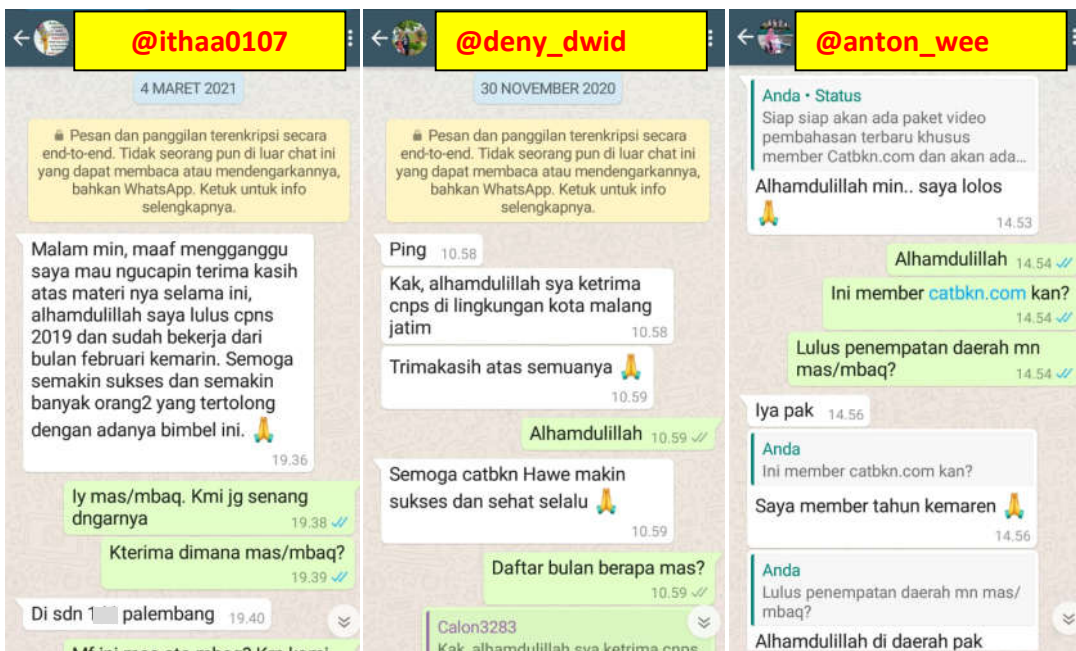 @ithaa0107
4 MARET 2021
Pesan dan panggilan terenkripsi secara
end-to-end. Tidak seorang pun di luar chat ini
yang dapat membaca atau mendengarkannya,
bahkan WhatsApp. Ketuk untuk info
selengkapnya.
Malam min, maaf mengganggu
saya mau ngucapin terima kasih
atas materi nya selama ini,
alhamdulillah saya lulus cpns
2019 dan sudah bekerja dari
bulan februari kemarin. Semoga
semakin sukses dan semakin
banyak orang2 yang tertolong
dengan adanya bimbel ini. 🙏
19.36
Iy mas/mbaq. Kmi jg senang
dngarnya 19.38
Kterima dimana mas/mbaq?
19.39
Di sdn 1 palembang 19.40
@deny_dwid
30 NOVEMBER 2020
Pesan dan panggilan terenkripsi secara
end-to-end. Tidak seorang pun di luar chat ini
yang dapat membaca atau mendengarkannya,
bahkan WhatsApp. Ketuk untuk info
selengkapnya.
Ping 10.58
Kak, alhamdulillah sya ketrima
cnps di lingkungan kota malang
jatim 10.58
Trimakasih atas semuanya 🙏
10.59
Alhamdulillah 10.59
Semoga catbkn Hawe makin
sukses dan sehat selalu 🙏
10.59
Daftar bulan berapa mas?
10.59
Calon3283
Kak, alhamdulillah sya ketrima cnps
@anton_wee
Anda • Status
Siap siap akan ada paket video
pembahasan terbaru khusus
member Catbkn.com dan akan ada...
Alhamdulillah min.. saya lolos
🙏 14.53
Alhamdulillah 14.54
Ini member catbkn.com kan?
14.54
Lulus penempatan daerah mn
mas/mbaq? 14.54
Iya pak 14.56
Anda
Ini member catbkn.com kan?
Saya member tahun kemaren 🙏
14.56
Anda
Lulus penempatan daerah mn mas/
mbaq?
Alhamdulillah di daerah pak